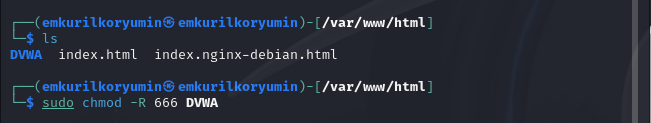 ┌──(emkurilkoryumin㉿emkurilkoryumin)-[/var/www/html]
└─$ ls
DVWA  index.html  index.nginx-debian.html
┌──(emkurilkoryumin㉿emkurilkoryumin)-[/var/www/html]
└─$ sudo chmod -R 666 DVWA